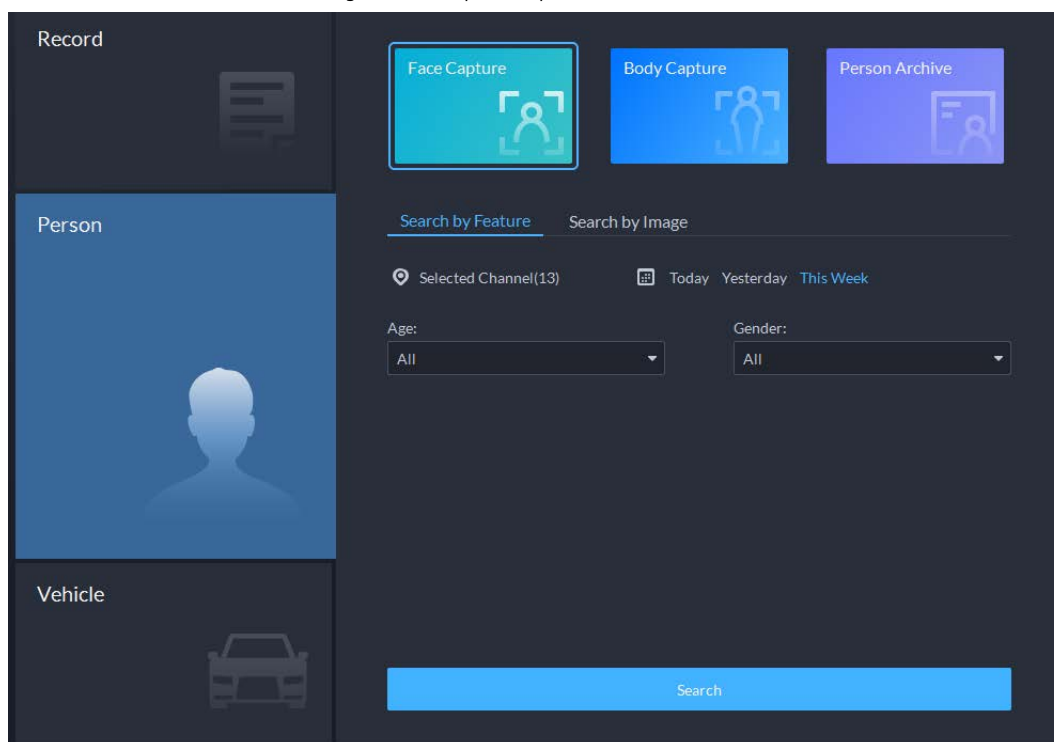 Record
Face Capture
Body Capture
Person Archive
Person
Search by Feature
Search by Image
Selected Channel(13)
Today Yesterday This Week
Age:
Gender:
All
All
Vehicle
Search